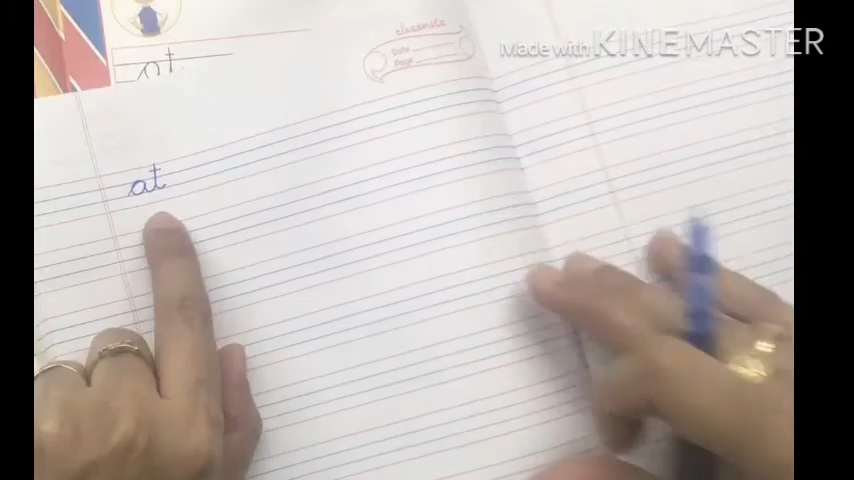 classmate
Date
Page
Made with KINEMASTER
nt
at